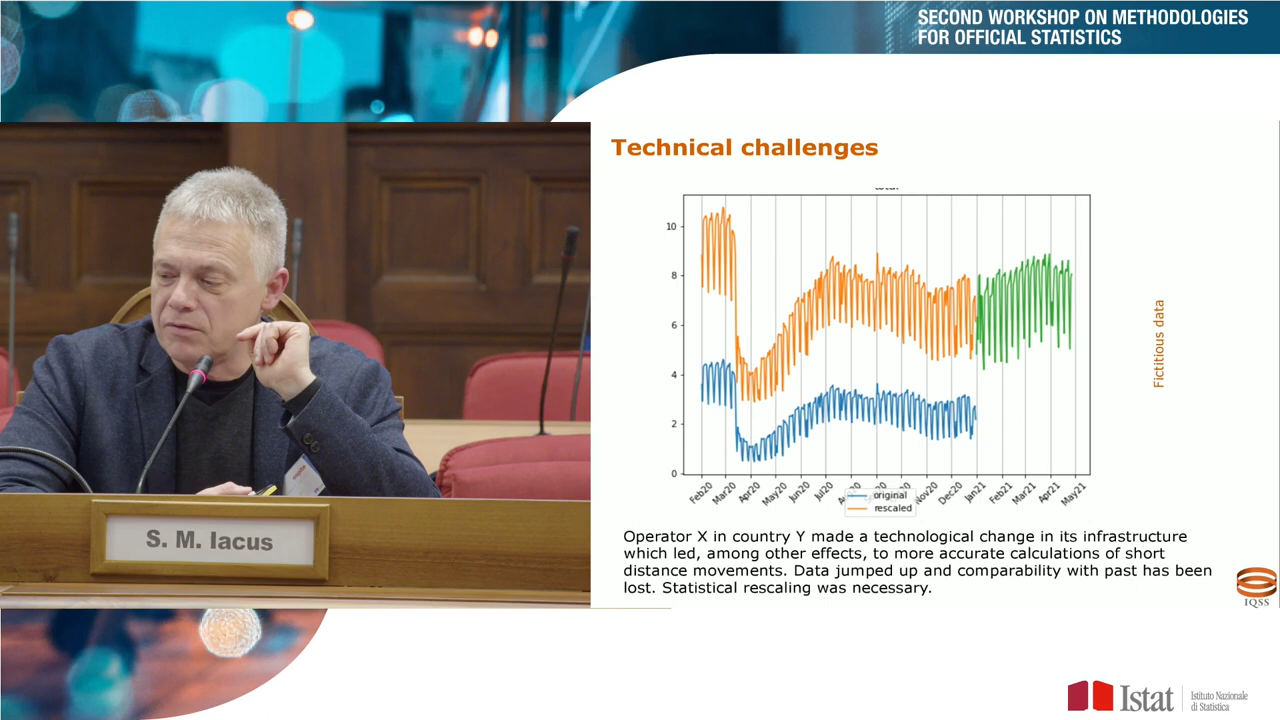 SECOND WORKSHOP ON METHODOLOGIES
FOR OFFICIAL STATISTICS
Technical challenges
10
8
6
4
2
0
Feb20
Mar20
Apr20
May20
Jun20
Jul20
Nov20
Dec20
Jan21
Feb21
Mar21
Apr21
May21
original
rescaled
Fictitious data
Operator X in country Y made a technological change in its infrastructure
which led, among other effects, to more accurate calculations of short
distance movements. Data jumped up and comparability with past has been
lost. Statistical rescaling was necessary.
IQSS
S. M. Iacus
Istat
Istituto Nazionale
di Statistica